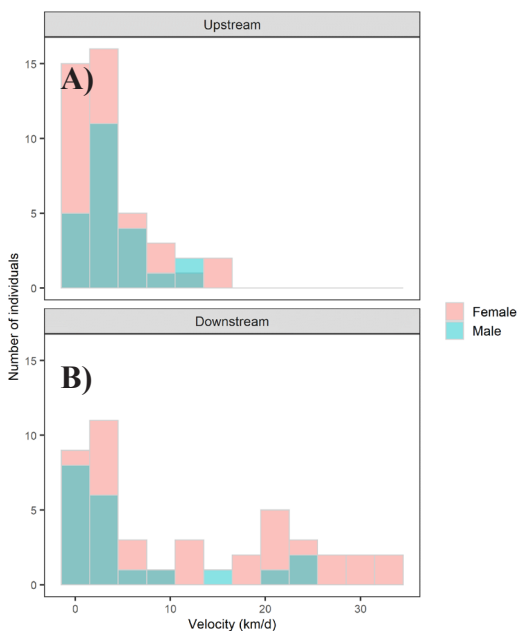 Upstream
A)
15
10
5
0
Number of individuals
Female
Male
Downstream
B)
15
10
5
0
0 10 20 30
Velocity (km/d)